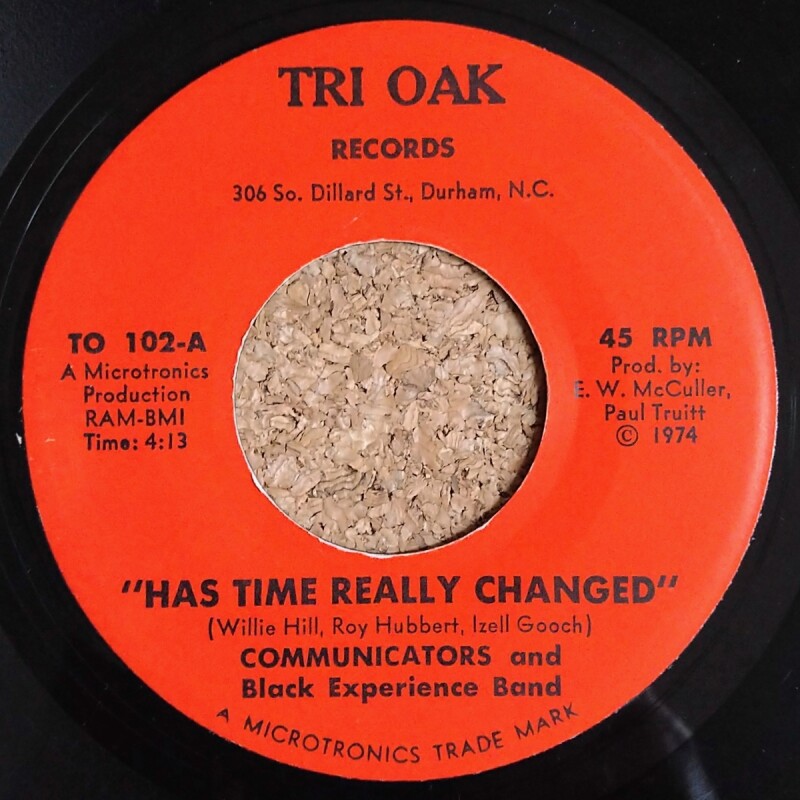 TRI OAK
RECORDS
306 So. Dillard St., Durham, N.C.
TO 102-A
A Microtronics
Production
RAM-BMI
Time: 4:13
45 RPM
Prod. by:
E. W. McCuller,
Paul Truitt
© 1974
"HAS TIME REALLY CHANGED"
(Willie Hill, Roy Hubbert, Izell Gooch)
COMMUNICATORS and
Black Experience Band
A MICROTRONICS TRADE MARK